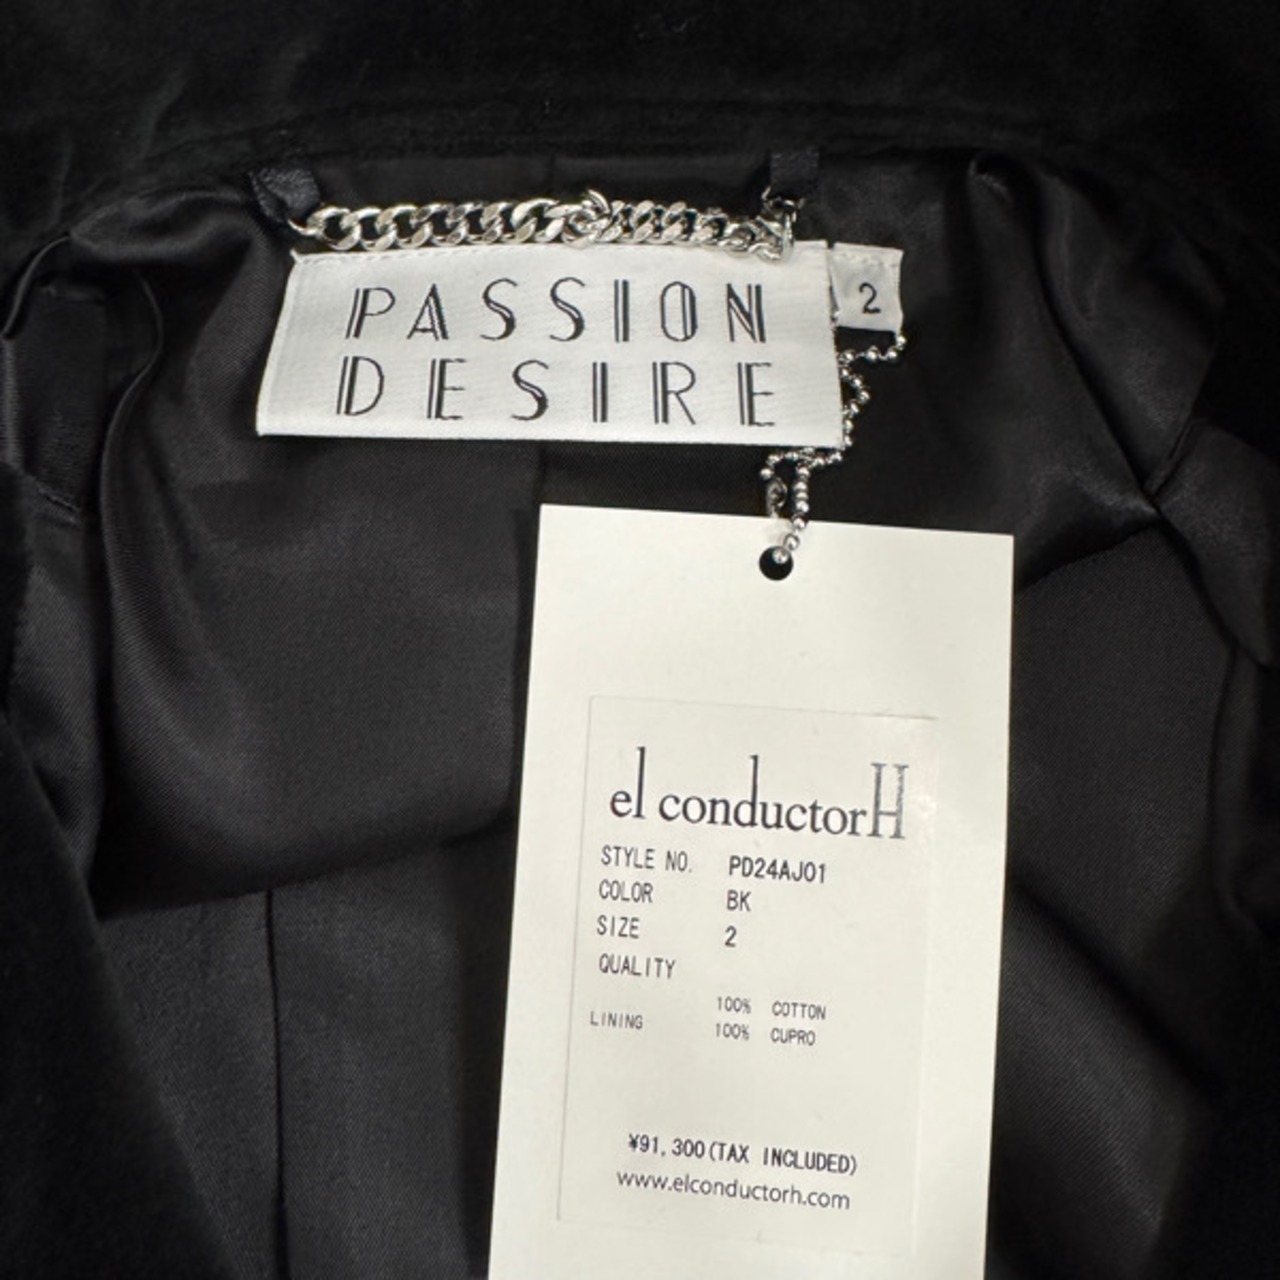 PASSION
DESIRE
2
el conductorH
STYLE NO. PD24AJ01
COLOR BK
SIZE 2
QUALITY
100% COTTON
LINING 100% CUPRO
¥91,300(TAX INCLUDED)
www.elconductorh.com